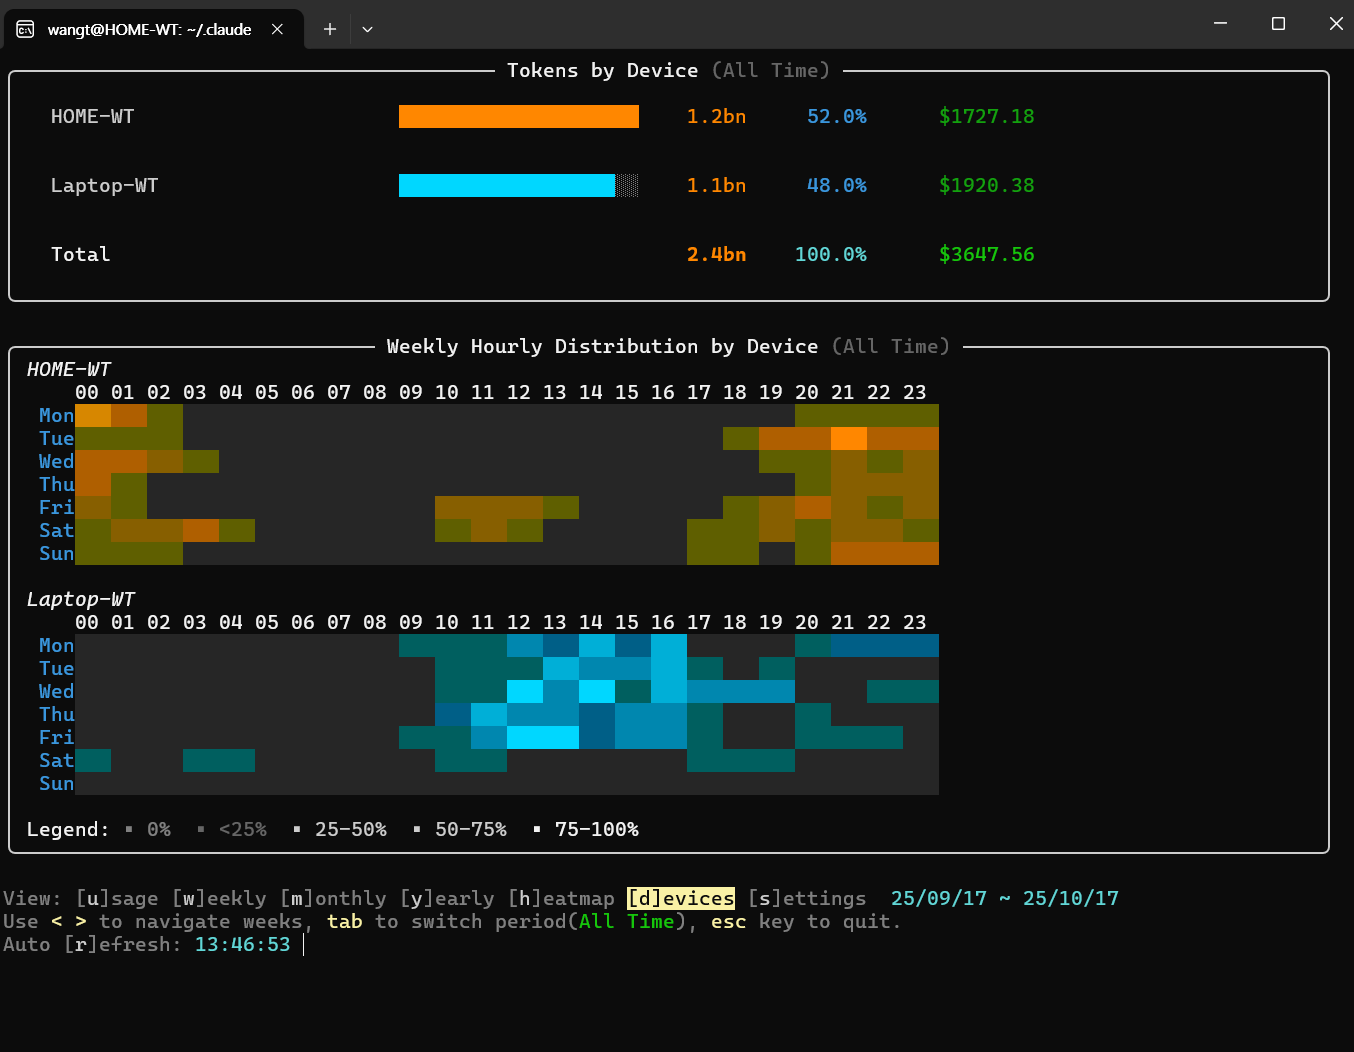 wangt@HOME-WT: ~/.claude
Tokens by Device (All Time)
HOME-WT 1.2bn 52.0% $1727.18
Laptop-WT 1.1bn 48.0% $1920.38
Total 2.4bn 100.0% $3647.56
Weekly Hourly Distribution by Device (All Time)
HOME-WT
00 01 02 03 04 05 06 07 08 09 10 11 12 13 14 15 16 17 18 19 20 21 22 23
Mon
Tue
Wed
Thu
Fri
Sat
Sun
Laptop-WT
00 01 02 03 04 05 06 07 08 09 10 11 12 13 14 15 16 17 18 19 20 21 22 23
Mon
Tue
Wed
Thu
Fri
Sat
Sun
Legend: ▪ 0% ▪ <25% ▪ 25-50% ▪ 50-75% ▪ 75-100%
View: [u]sage [w]eekly [m]onthly [y]early [h]eatmap [d]evices [s]ettings 25/09/17 ~ 25/10/17
Use < > to navigate weeks, tab to switch period(All Time), esc key to quit.
Auto [r]efresh: 13:46:53